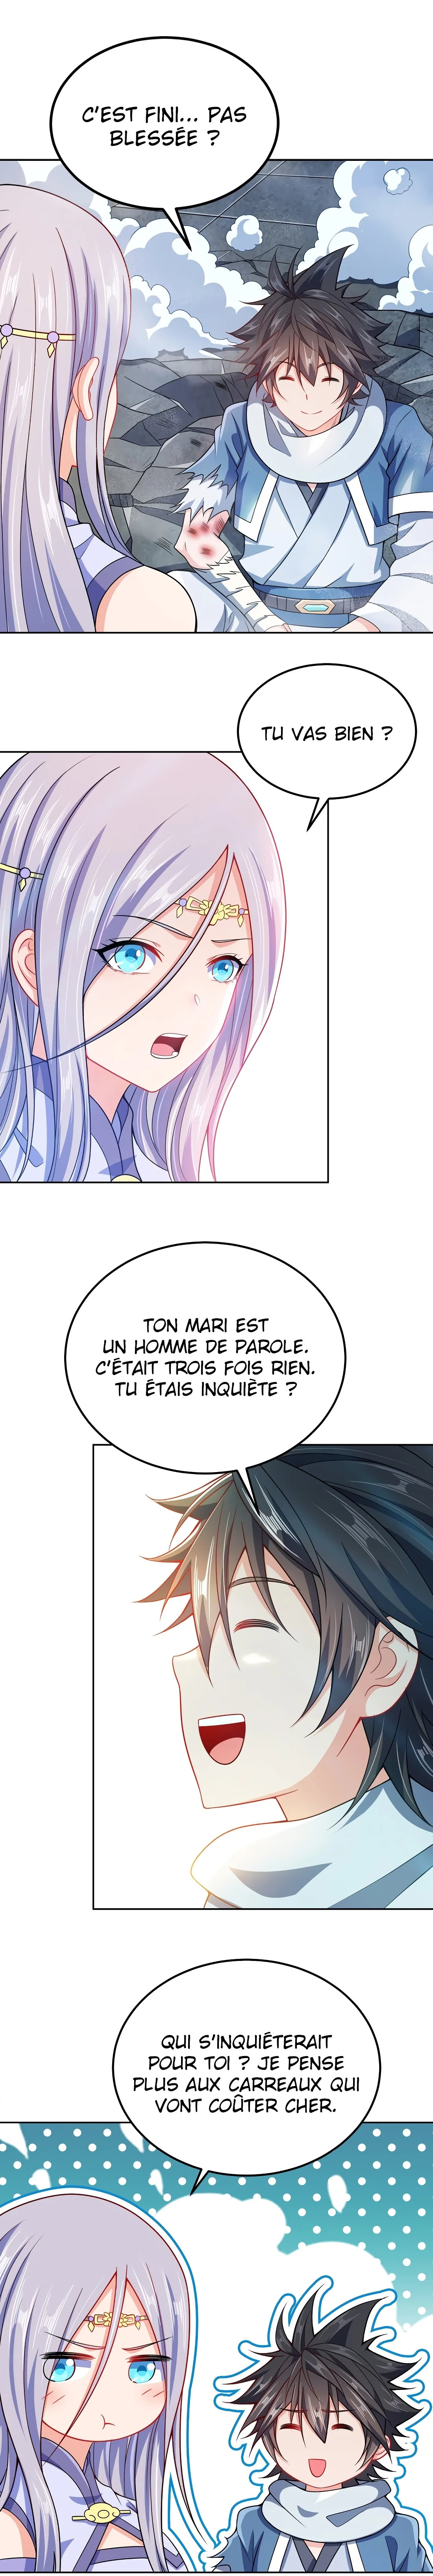 C'EST FINI... PAS
BLESSÉE ?
TU VAS BIEN ?
TON MARI EST
UN HOMME DE PAROLE.
C'ÉTAIT TROIS FOIS RIEN.
TU ÉTAIS INQUIÈTE ?
QUI S'INQUIÉTERAIT
POUR TOI ? JE PENSE
PLUS AUX CARREAUX QUI
VONT COÛTER CHER.